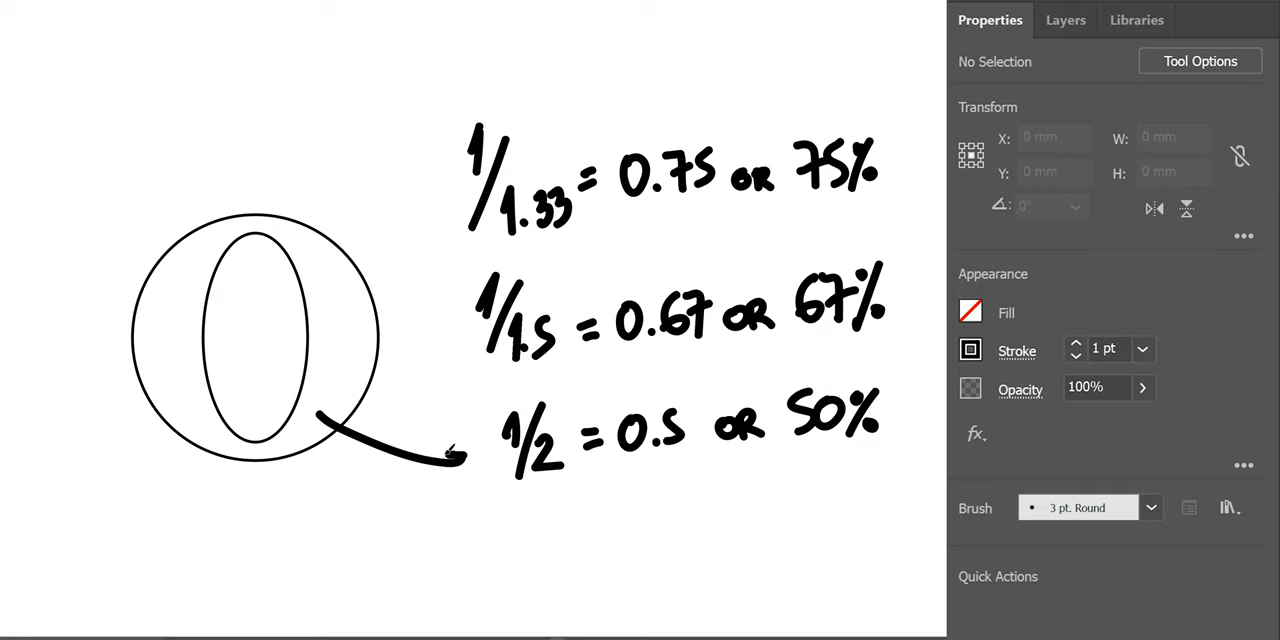 1/1.33 = 0.75 OR 75%
1/1.5 = 0.67 OR 67%
1/2 = 0.5 OR 50%
Properties Layers Libraries
No Selection Tool Options
Transform
X: 0 mm W: 0 mm
Y: 0 mm H: 0 mm
0°
Appearance
Fill
Stroke 1 pt
Opacity 100%
fx.
Brush 3 pt. Round
Quick Actions